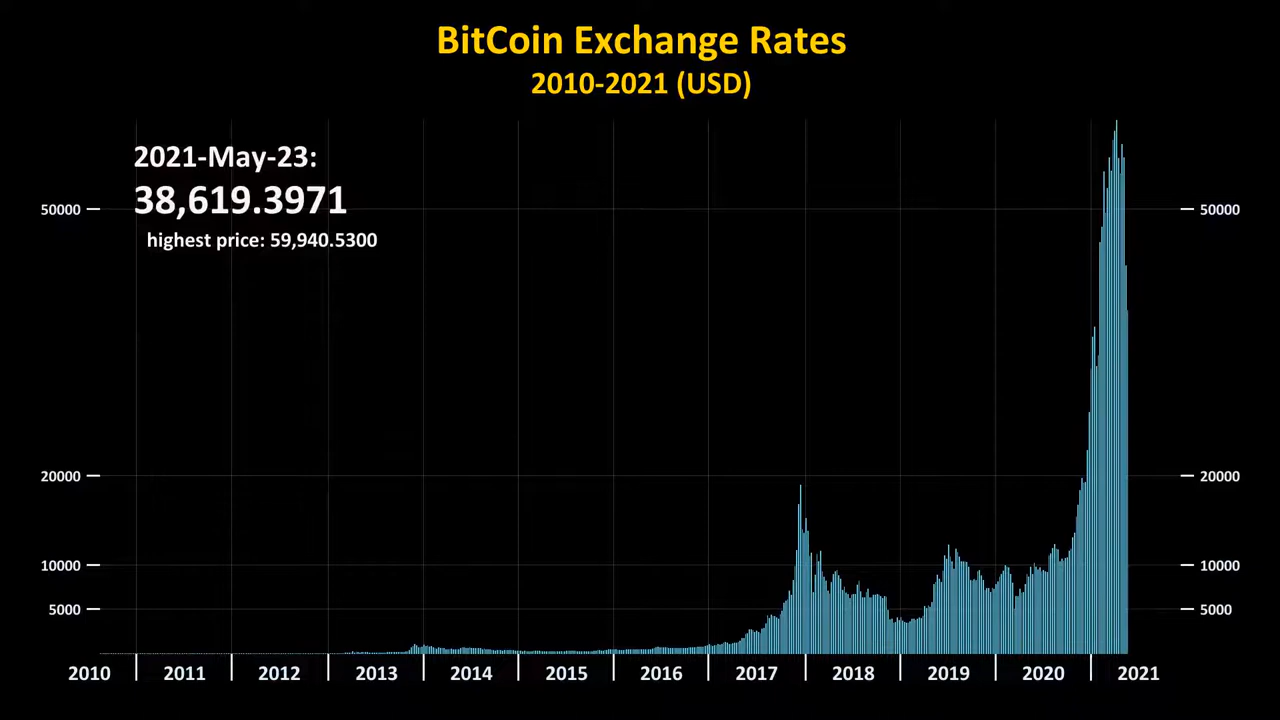 BitCoin Exchange Rates
2010-2021 (USD)
2021-May-23:
38,619.3971
highest price: 59,940.5300
50000
50000
20000
20000
10000
10000
5000
5000
2010 2011 2012 2013 2014 2015 2016 2017 2018 2019 2020 2021